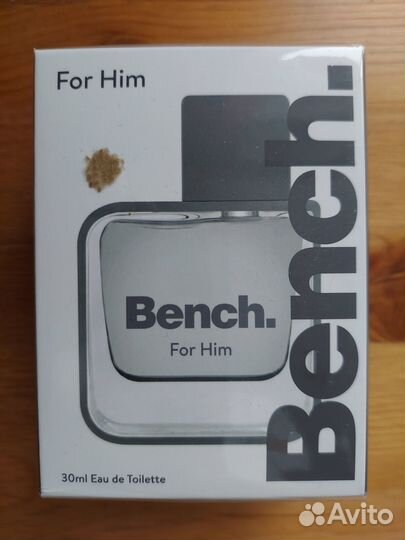 For Him
Bench.
Bench.
For Him
30ml Eau de Toilette
Avito